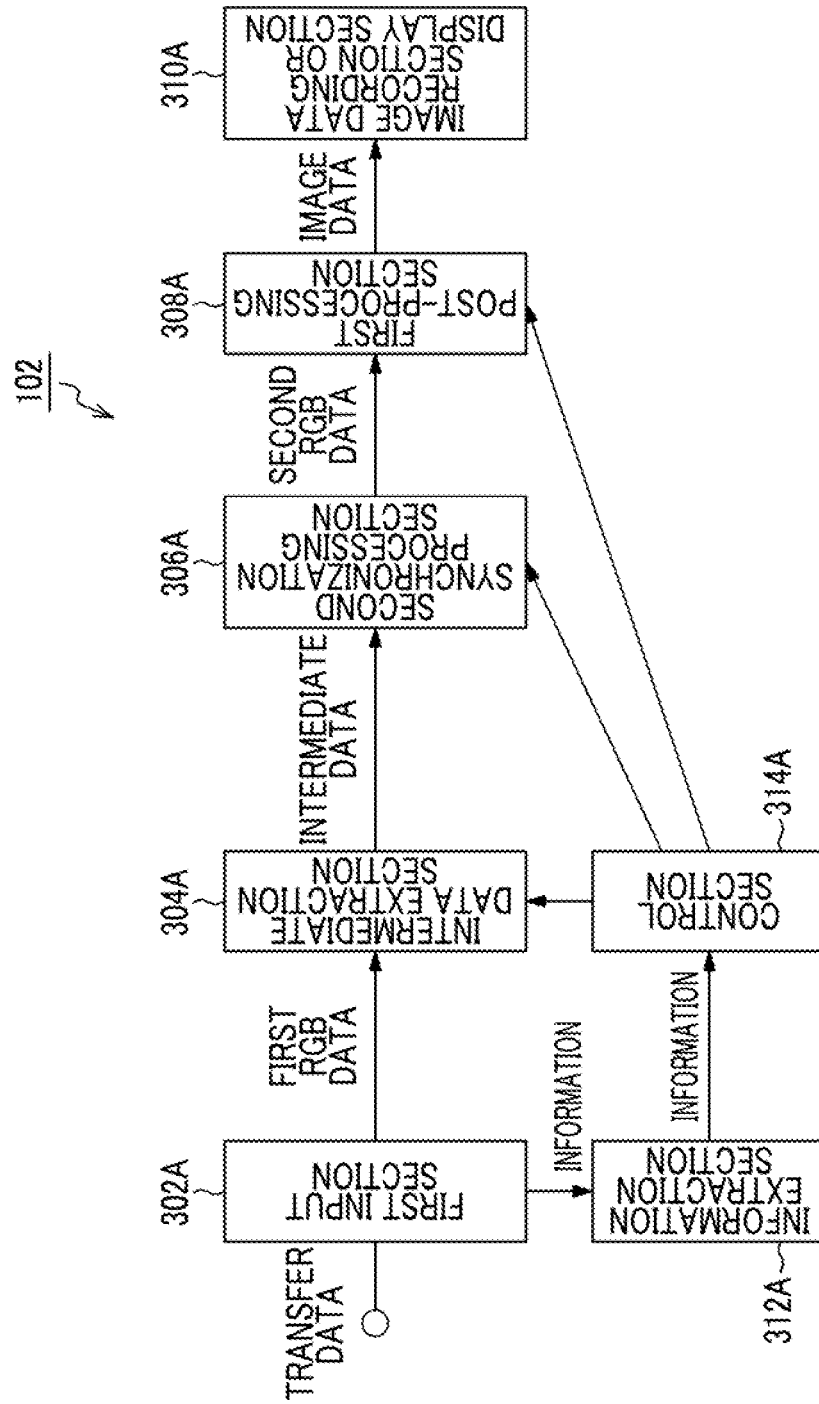 102
302A
304A
306A
308A
310A
TRANSFER
DATA
FIRST INPUT
SECTION
FIRST
RGB
DATA
INTERMEDIATE
DATA EXTRACTION
SECTION
INTERMEDIATE
DATA
SECOND
SYNCHRONIZATION
PROCESSING
SECTION
SECOND
RGB
DATA
FIRST
POST-PROCESSING
SECTION
IMAGE
DATA
IMAGE DATA
RECORDING
SECTION OR
DISPLAY SECTION
INFORMATION
INFORMATION
EXTRACTION
SECTION
312A
INFORMATION
CONTROL
SECTION
314A